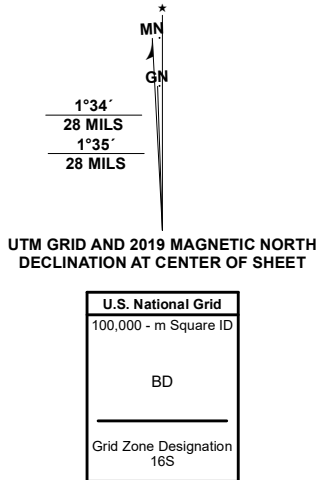 MN
GN
1°34´
28 MILS
1°35´
28 MILS
UTM GRID AND 2019 MAGNETIC NORTH
DECLINATION AT CENTER OF SHEET
U.S. National Grid
100,000 - m Square ID
BD
Grid Zone Designation
16S